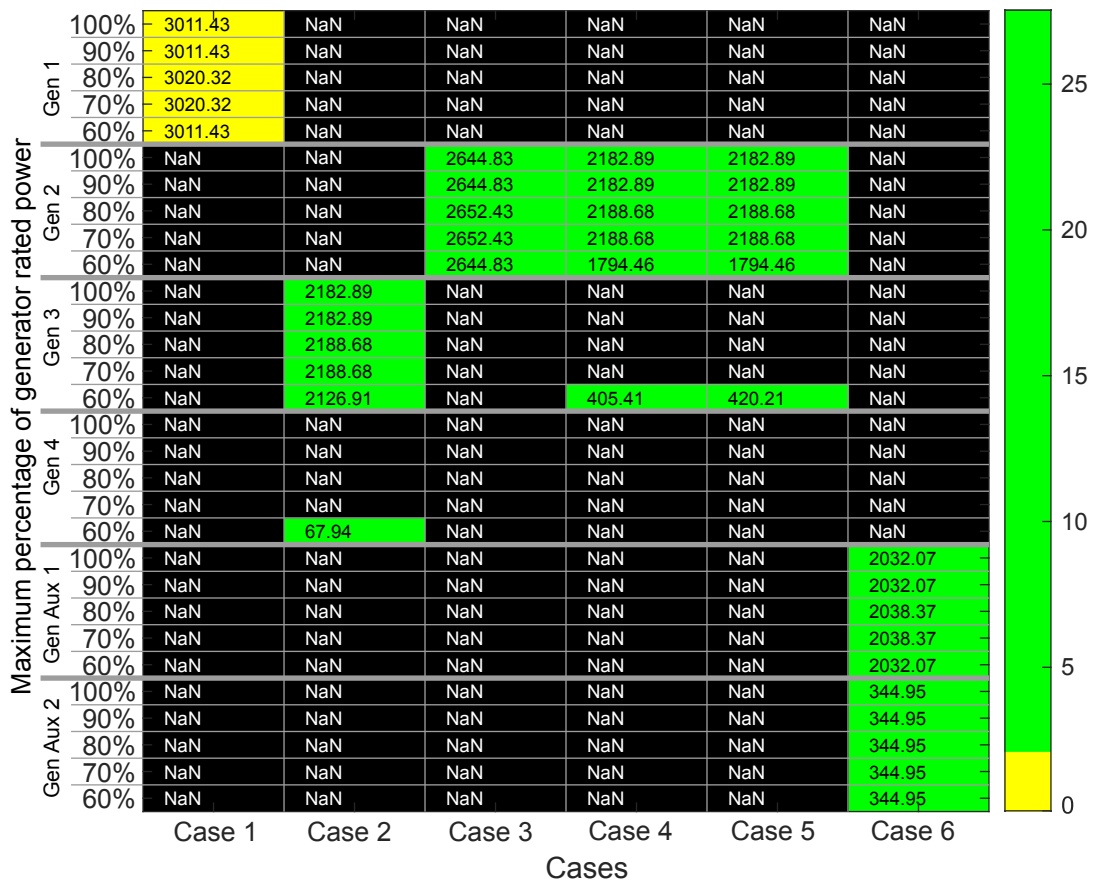 Maximum percentage of generator rated power
Gen 1
100% 3011.43 NaN NaN NaN NaN NaN
90% 3011.43 NaN NaN NaN NaN NaN
80% 3020.32 NaN NaN NaN NaN NaN
70% 3020.32 NaN NaN NaN NaN NaN
60% 3011.43 NaN NaN NaN NaN NaN
Gen 2
100% NaN NaN 2644.83 2182.89 2182.89 NaN
90% NaN NaN 2644.83 2182.89 2182.89 NaN
80% NaN NaN 2652.43 2188.68 2188.68 NaN
70% NaN NaN 2652.43 2188.68 2188.68 NaN
60% NaN NaN 2644.83 1794.46 1794.46 NaN
Gen 3
100% NaN 2182.89 NaN NaN NaN NaN
90% NaN 2182.89 NaN NaN NaN NaN
80% NaN 2188.68 NaN NaN NaN NaN
70% NaN 2188.68 NaN NaN NaN NaN
60% NaN 2126.91 NaN 405.41 420.21 NaN
Gen 4
100% NaN NaN NaN NaN NaN NaN
90% NaN NaN NaN NaN NaN NaN
80% NaN NaN NaN NaN NaN NaN
70% NaN NaN NaN NaN NaN NaN
60% NaN 67.94 NaN NaN NaN NaN
Gen Aux 1
100% NaN NaN NaN NaN NaN 2032.07
90% NaN NaN NaN NaN NaN 2032.07
80% NaN NaN NaN NaN NaN 2038.37
70% NaN NaN NaN NaN NaN 2038.37
60% NaN NaN NaN NaN NaN 2032.07
Gen Aux 2
100% NaN NaN NaN NaN NaN 344.95
90% NaN NaN NaN NaN NaN 344.95
80% NaN NaN NaN NaN NaN 344.95
70% NaN NaN NaN NaN NaN 344.95
60% NaN NaN NaN NaN NaN 344.95
Case 1 Case 2 Case 3 Case 4 Case 5 Case 6
Cases
25
20
15
10
5
0